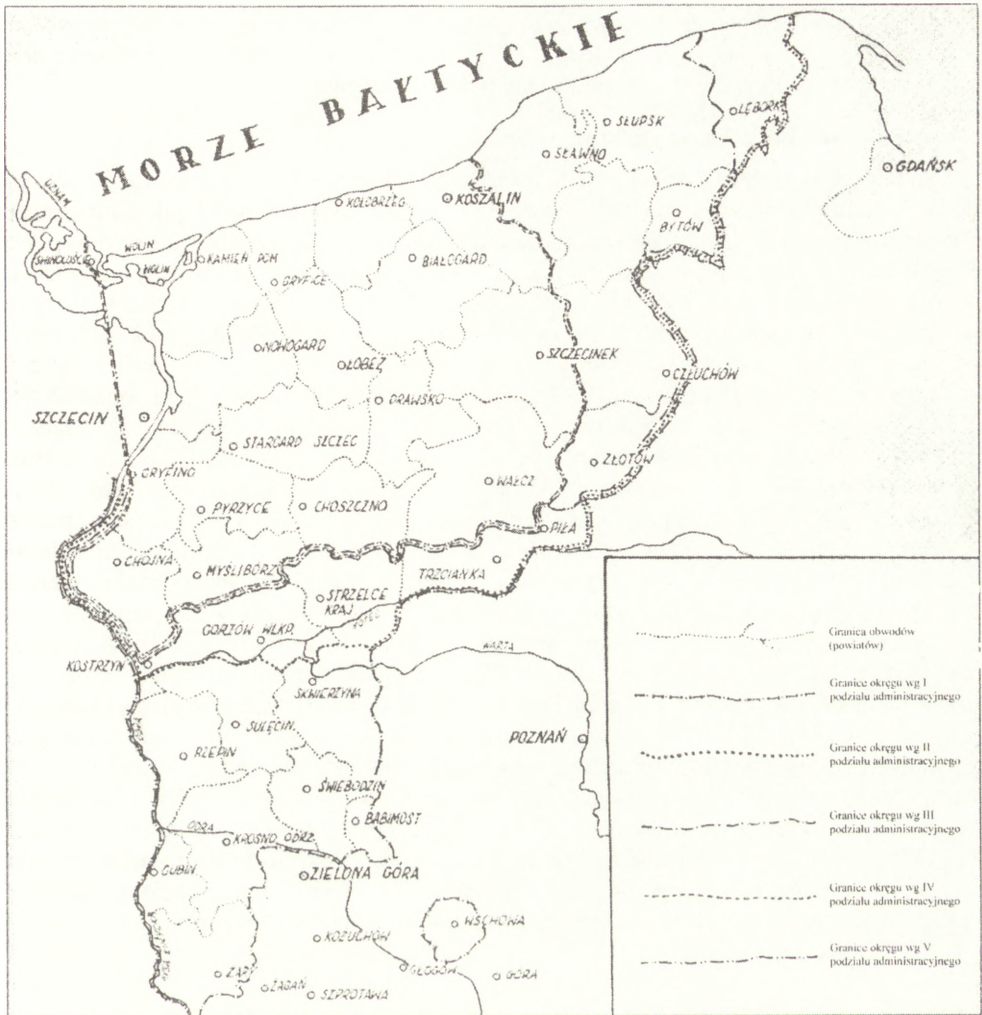 MORZE BAŁTYCKIE
UZNAM
WOLIN
WOLIN
KAMIEŃ POM
GRYFICE
KOŁOBRZEG
KOSZALIN
BIAŁOGARD
SŁAWNO
SŁUPSK
LĘBORK
BYTÓW
GDAŃSK
NOWOGARD
ŁOBEZ
DRAWSKO
SZCZECINEK
CZŁUCHÓW
SZCZECIN
STARGARD SZCZEC
GRYFINO
PYRZYCE
CHOSZCZNO
WAŁCZ
ZŁOTÓW
PIŁA
CHOJNA
MYŚLIBÓRZ
TRZCIANKA
STRZELCE
KRAJ
GORZÓW WLKP.
KOSTRZYN
WARTA
SKWIERZYNA
SULĘCIN
RZEPIN
POZNAŃ
ŚWIEBODZIN
BABIMOST
ODRA
KROSNO ODRZ.
GUBIN
ZIELONA GÓRA
WSCHOWA
KOŻUCHÓW
GŁOGÓW
GÓRA
ŻARY
ŻAGAŃ
SZPROTAWA
Granica obwodów
(powiatów)
Granice okręgu wg I
podziału administracyjnego
Granice okręgu wg II
podziału administracyjnego
Granice okręgu wg III
podziału administracyjnego
Granice okręgu wg IV
podziału administracyjnego
Granice okręgu wg V
podziału administracyjnego